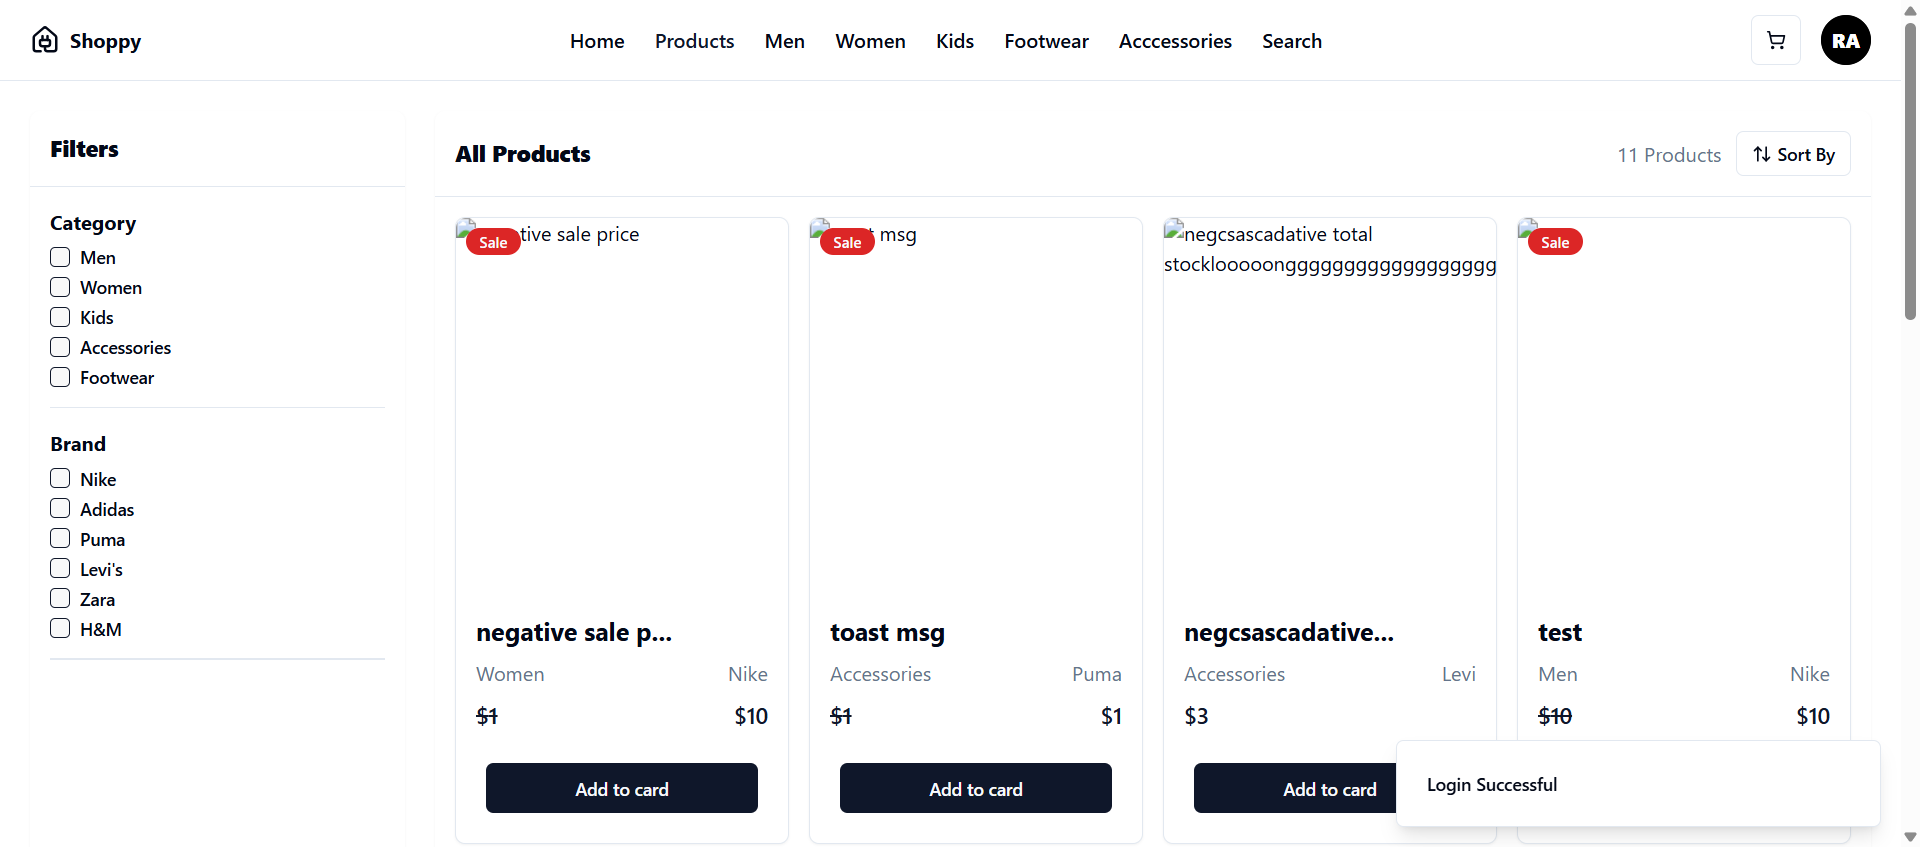 Shoppy
Home Products Men Women Kids Footwear Acccessories Search
RA
Filters
Category
Men
Women
Kids
Accessories
Footwear
Brand
Nike
Adidas
Puma
Levi's
Zara
H&M
All Products
11 Products
Sort By
Sale
tive sale price
negative sale p...
Women Nike
$1 $10
Add to card
Sale
msg
toast msg
Accessories Puma
$1 $1
Add to card
negcsascadative total
negcsascadative...
Accessories Levi
$3
Add to card
Sale
test
Men Nike
$10 $10
Login Successful